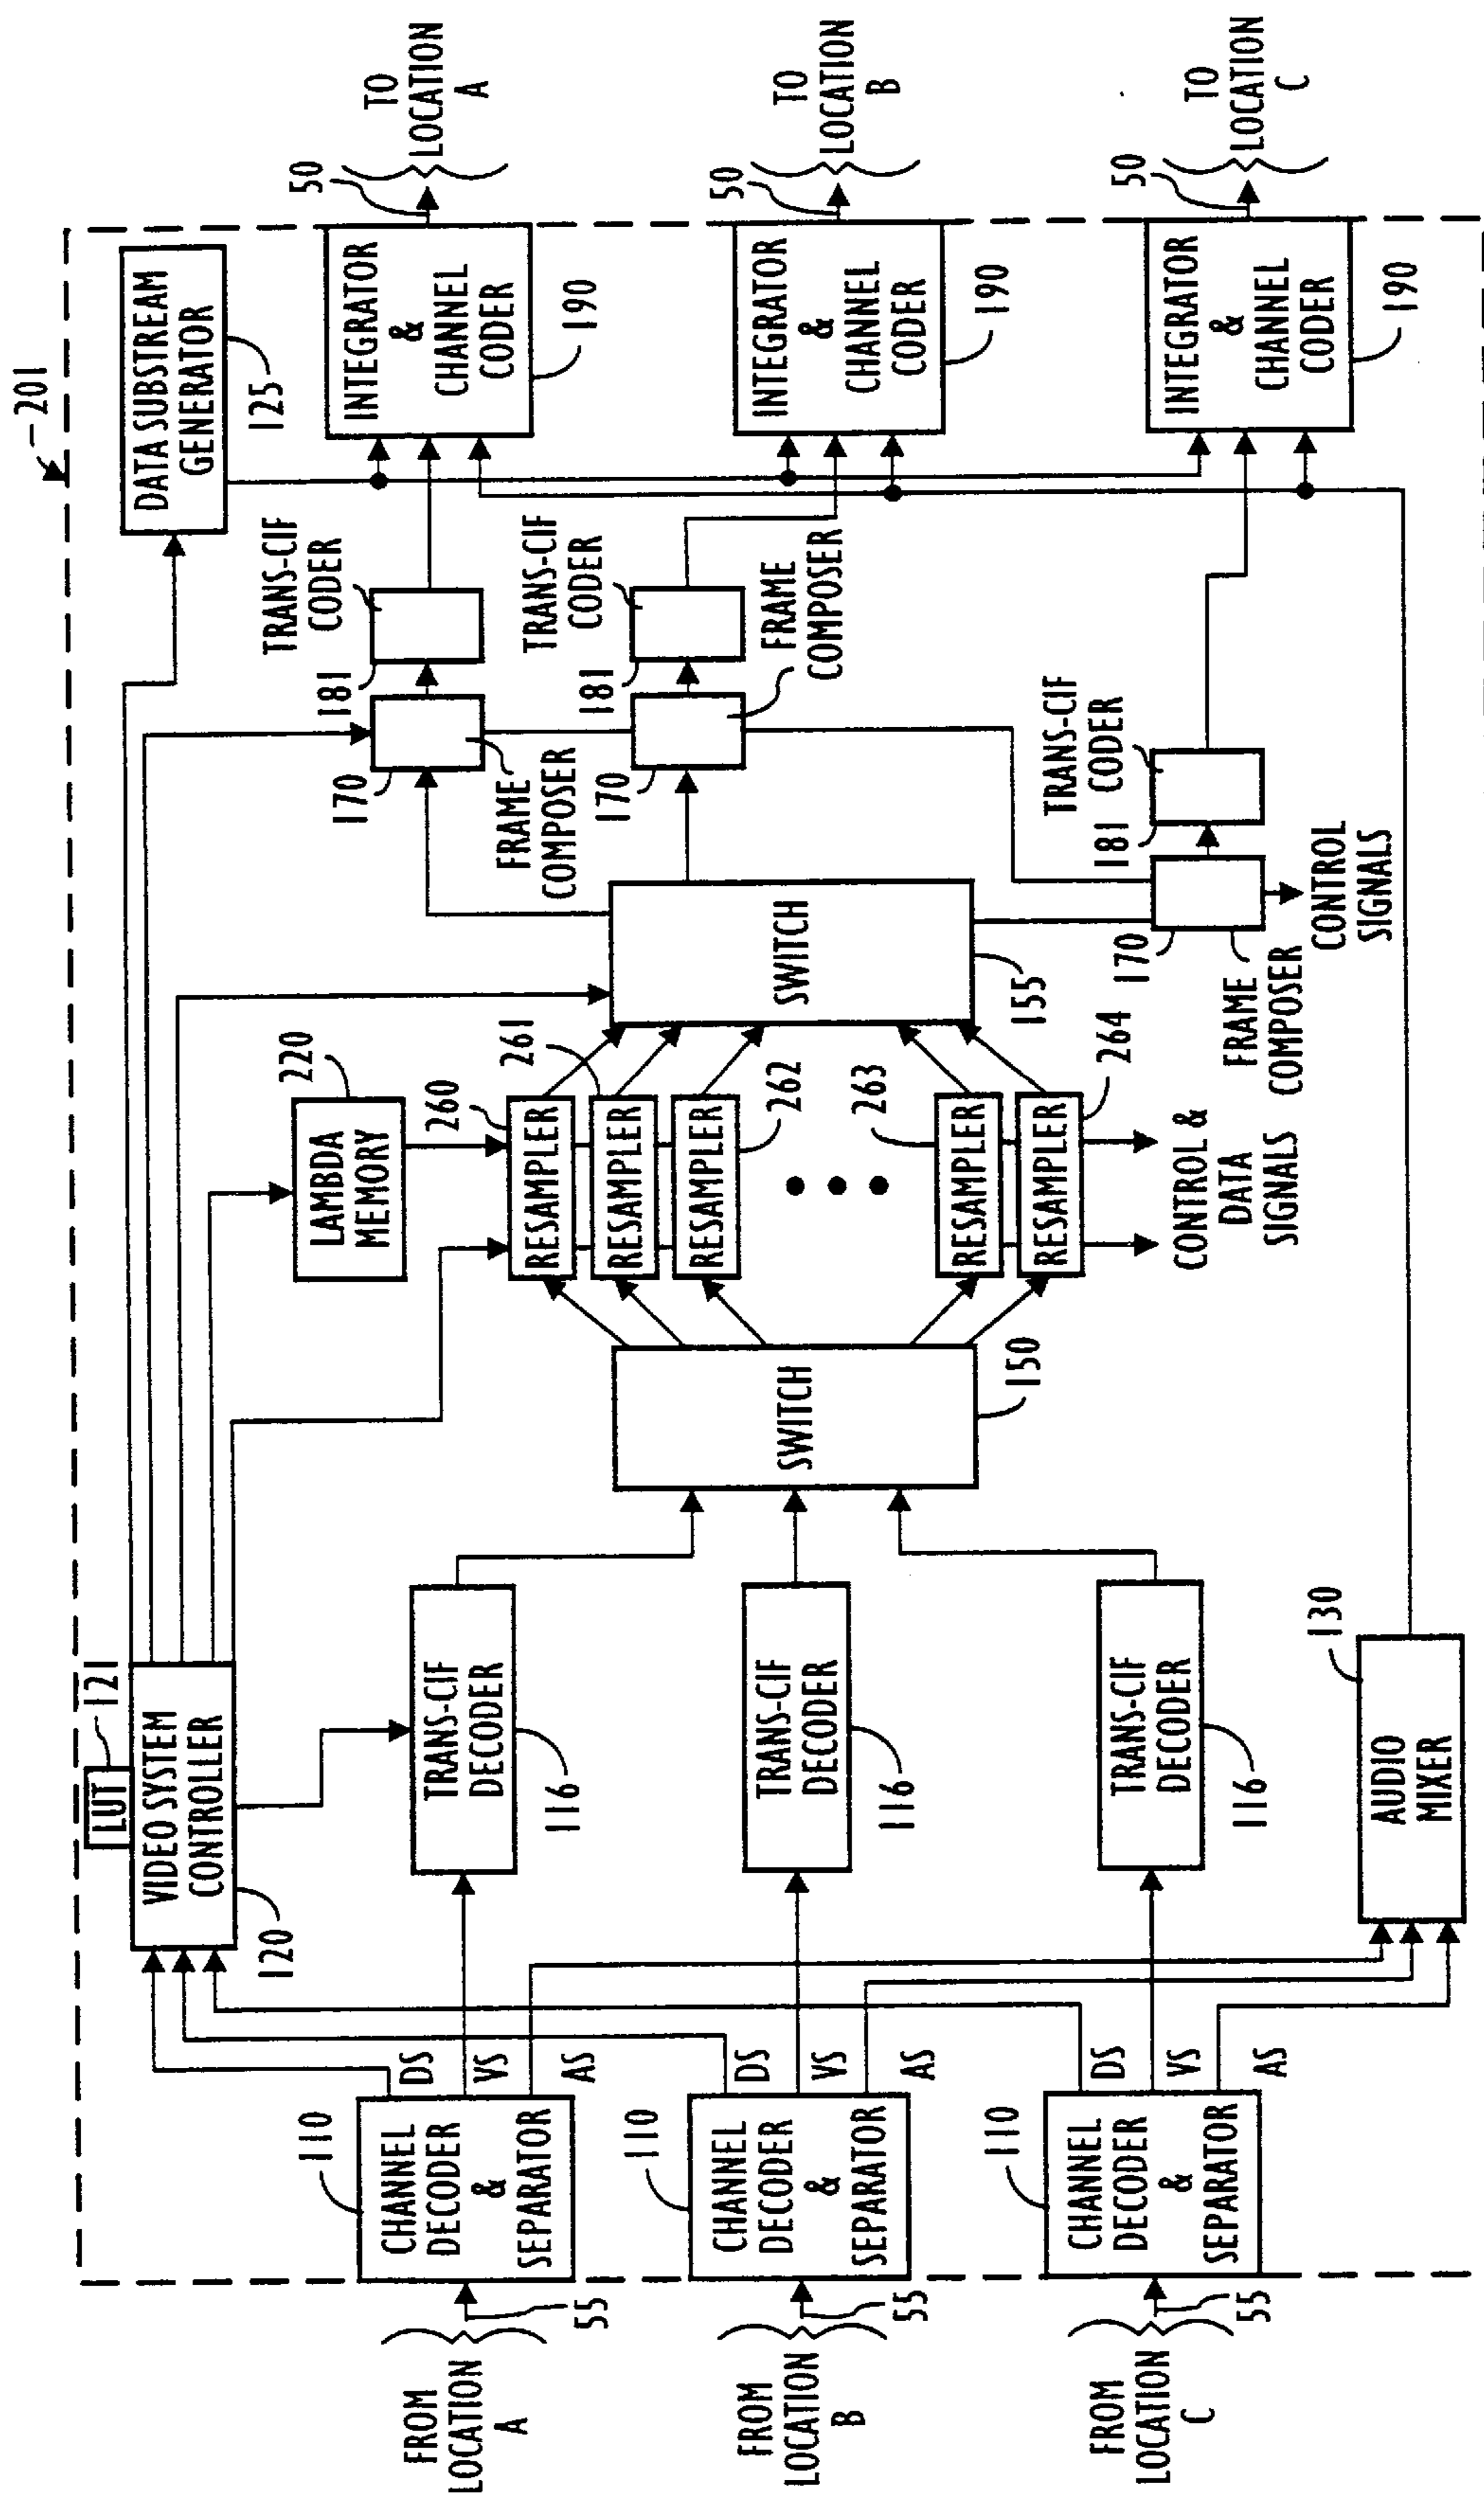 201
LUT
121
VIDEO SYSTEM
CONTROLLER
120
DATA SUBSTREAM
GENERATOR
125
FROM
LOCATION
A
55
110
CHANNEL
DECODER
&
SEPARATOR
DS
VS
AS
TRANS-CIF
DECODER
116
LAMBDA
MEMORY
220
260
RESAMPLER
261
RESAMPLER
RESAMPLER
262
263
RESAMPLER
RESAMPLER
264
CONTROL &
DATA
SIGNALS
170
FRAME
COMPOSER
181
TRANS-CIF
CODER
INTEGRATOR
&
CHANNEL
CODER
190
50
TO
LOCATION
A
FROM
LOCATION
B
55
110
CHANNEL
DECODER
&
SEPARATOR
DS
VS
AS
TRANS-CIF
DECODER
116
SWITCH
150
SWITCH
155
170
FRAME
COMPOSER
181
TRANS-CIF
CODER
INTEGRATOR
&
CHANNEL
CODER
190
50
TO
LOCATION
B
FROM
LOCATION
C
55
110
CHANNEL
DECODER
&
SEPARATOR
DS
VS
AS
TRANS-CIF
DECODER
116
170
FRAME
COMPOSER
181
TRANS-CIF
CODER
CONTROL
SIGNALS
INTEGRATOR
&
CHANNEL
CODER
190
50
TO
LOCATION
C
130
AUDIO
MIXER